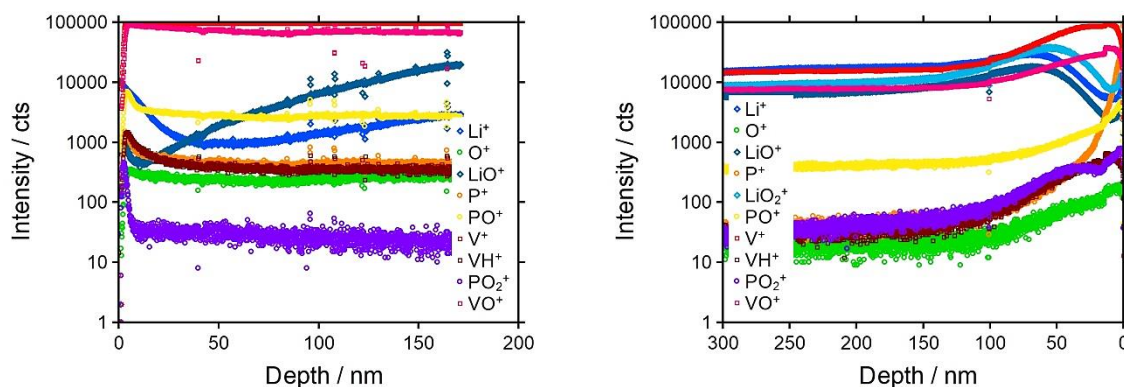 100000
10000
1000
100
10
1
Intensity / cts
0
50
100
150
200
Depth / nm
Li⁺
O⁺
LiO⁺
P⁺
PO⁺
V⁺
VH⁺
PO₂⁺
VO⁺
100000
10000
1000
100
10
1
Intensity / cts
300
250
200
150
100
50
0
Depth / nm
Li⁺
O⁺
LiO⁺
P⁺
LiO₂⁺
PO⁺
V⁺
VH⁺
PO₂⁺
VO⁺